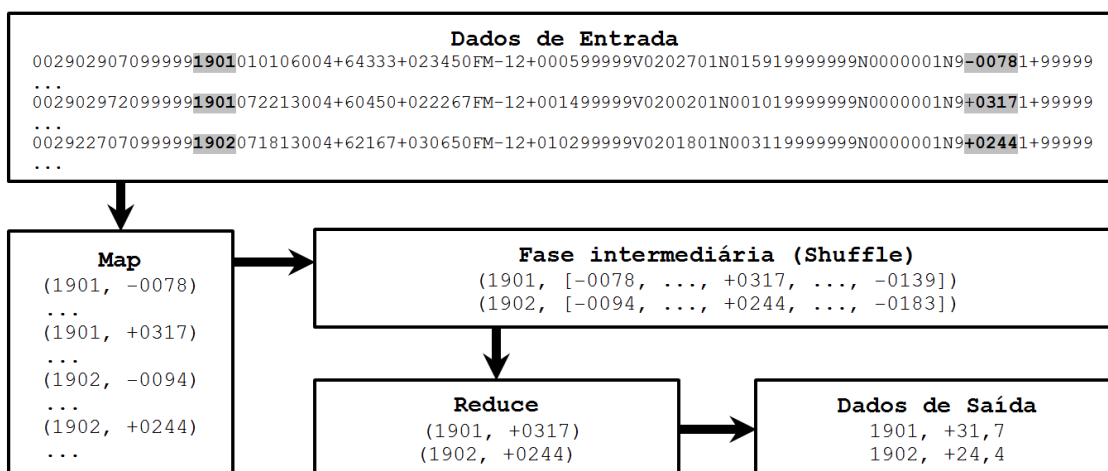 Dados de Entrada
0029029070999991901010106004+64333+023450FM-12+000599999V0202701N015919999999N0000001N9-00781+99999
...
0029029720999991901072213004+60450+022267FM-12+001499999V0200201N001019999999N0000001N9+03171+99999
...
0029227070999991902071813004+62167+030650FM-12+010299999V0201801N003119999999N0000001N9+02441+99999
...
Map
(1901, -0078)
...
(1901, +0317)
...
(1902, -0094)
...
(1902, +0244)
...
Fase intermediária (Shuffle)
(1901, [-0078, ..., +0317, ..., -0139])
(1902, [-0094, ..., +0244, ..., -0183])
Reduce
(1901, +0317)
(1902, +0244)
Dados de Saída
1901, +31,7
1902, +24,4